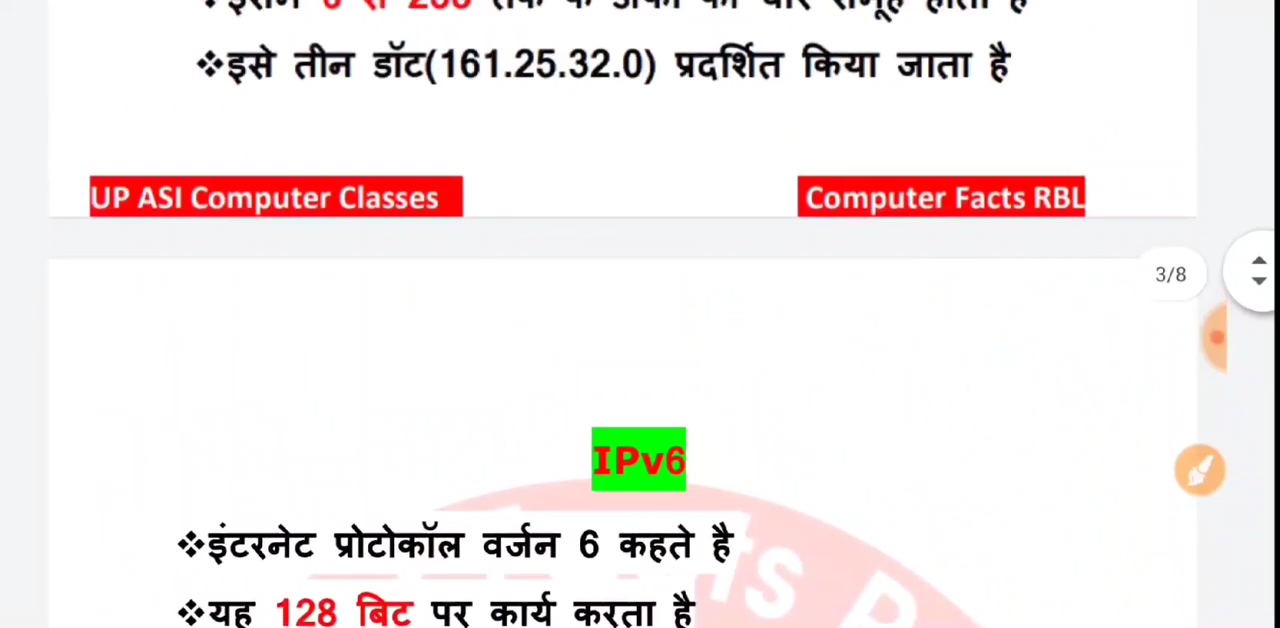 ❖इसे तीन डॉट(161.25.32.0) प्रदर्शित किया जाता है
UP ASI Computer Classes
Computer Facts RBL
3/8
IPv6
❖इंटरनेट प्रोटोकॉल वर्जन 6 कहते है
❖यह 128 बिट पर कार्य करता है